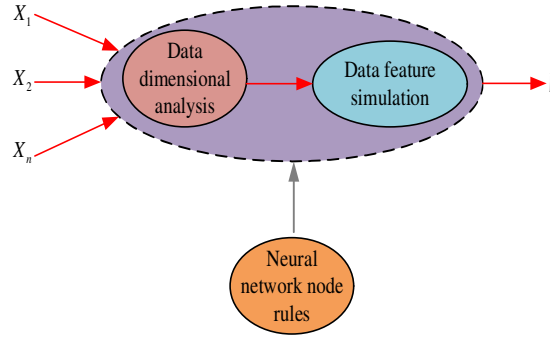 X1
X2
Xn
Data
dimensional
analysis
Data feature
simulation
Neural
network node
rules